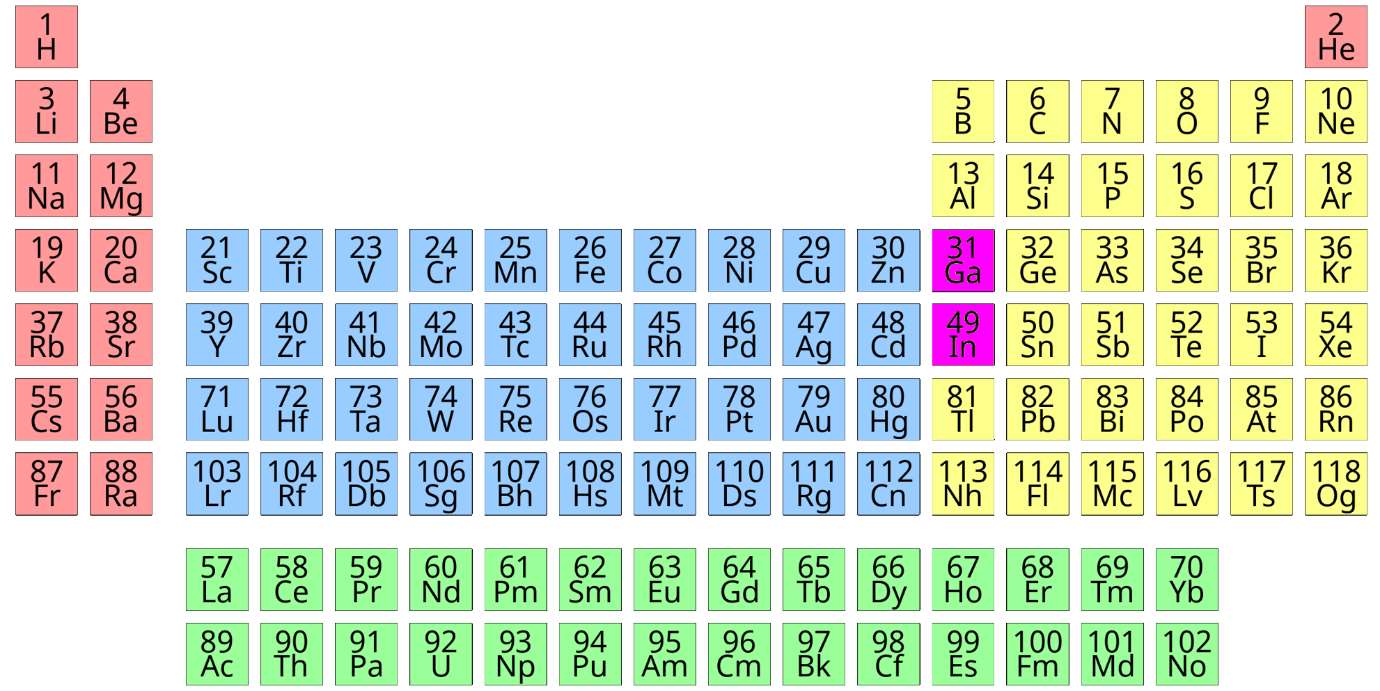 1 2
H He
3 4 5 6 7 8 9 10
Li Be B C N O F Ne
11 12 13 14 15 16 17 18
Na Mg Al Si P S Cl Ar
19 20 21 22 23 24 25 26 27 28 29 30 31 32 33 34 35 36
K Ca Sc Ti V Cr Mn Fe Co Ni Cu Zn Ga Ge As Se Br Kr
37 38 39 40 41 42 43 44 45 46 47 48 49 50 51 52 53 54
Rb Sr Y Zr Nb Mo Tc Ru Rh Pd Ag Cd In Sn Sb Te I Xe
55 56 71 72 73 74 75 76 77 78 79 80 81 82 83 84 85 86
Cs Ba Lu Hf Ta W Re Os Ir Pt Au Hg Tl Pb Bi Po At Rn
87 88 103 104 105 106 107 108 109 110 111 112 113 114 115 116 117 118
Fr Ra Lr Rf Db Sg Bh Hs Mt Ds Rg Cn Nh Fl Mc Lv Ts Og
57 58 59 60 61 62 63 64 65 66 67 68 69 70
La Ce Pr Nd Pm Sm Eu Gd Tb Dy Ho Er Tm Yb
89 90 91 92 93 94 95 96 97 98 99 100 101 102
Ac Th Pa U Np Pu Am Cm Bk Cf Es Fm Md No